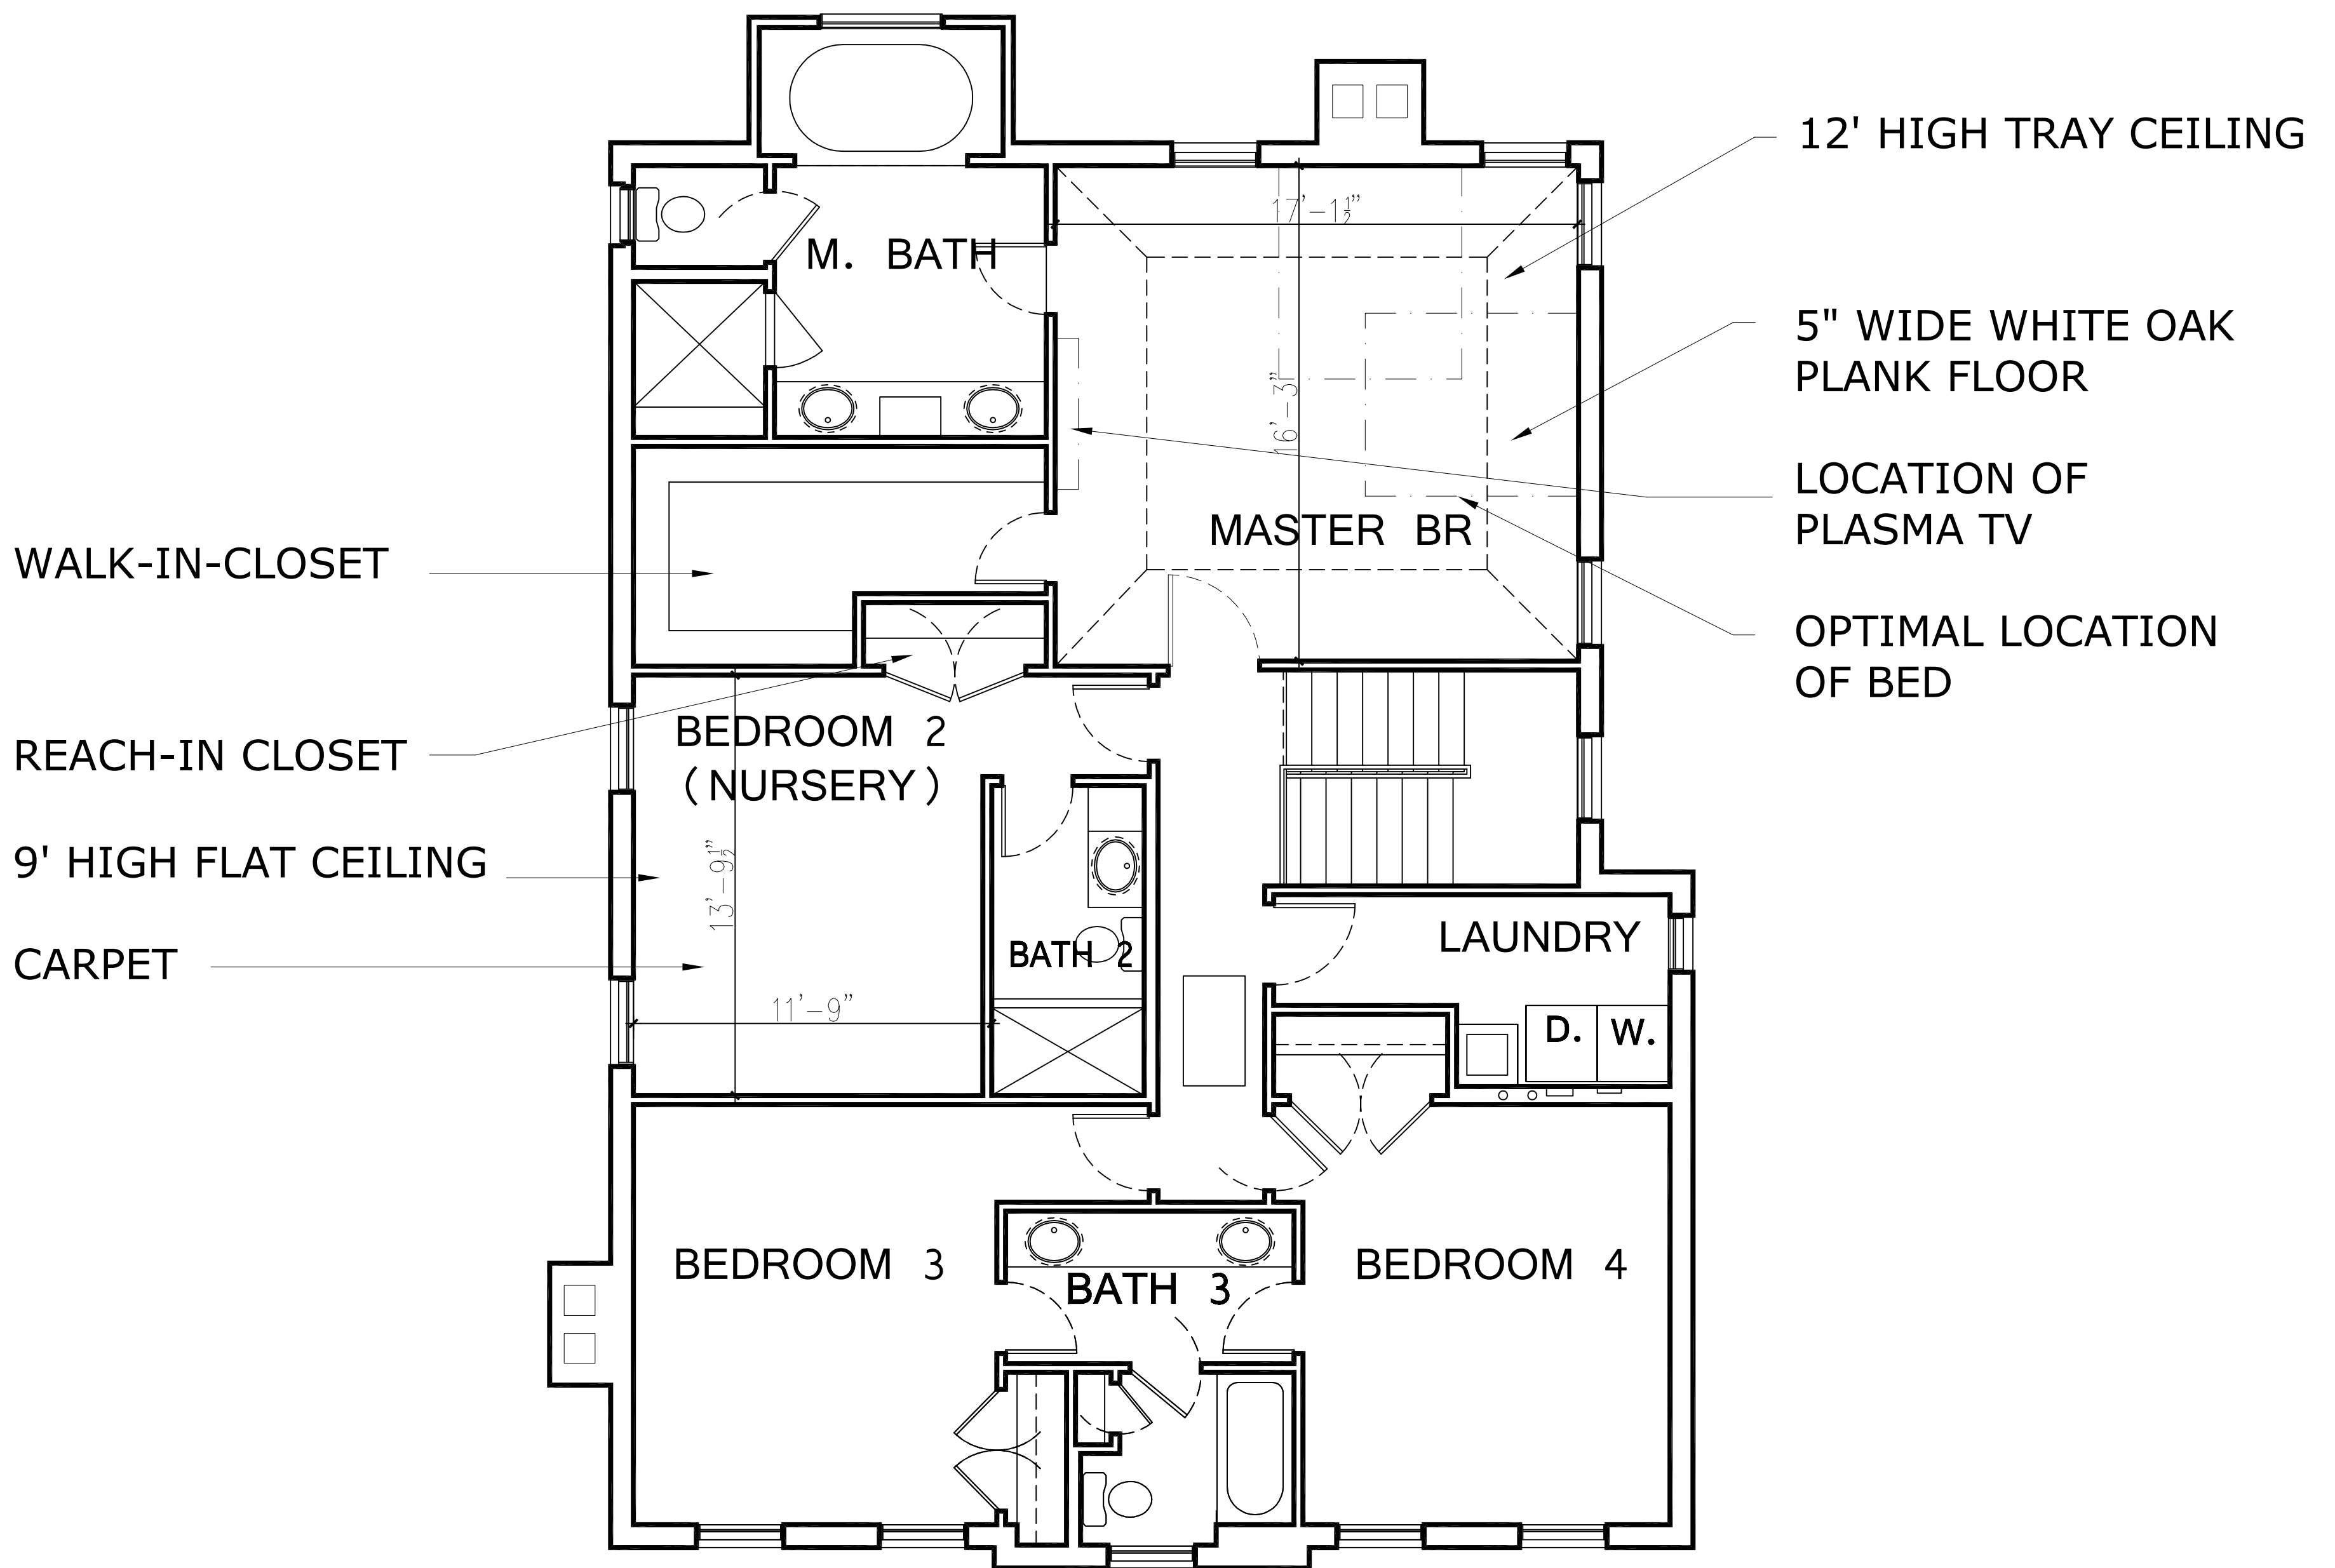 12' HIGH TRAY CEILING
17'-1½"
M. BATH
5" WIDE WHITE OAK
PLANK FLOOR
16'-3"
LOCATION OF
PLASMA TV
MASTER BR
WALK-IN-CLOSET
OPTIMAL LOCATION
OF BED
REACH-IN CLOSET
BEDROOM 2
(NURSERY)
9' HIGH FLAT CEILING
13'-9½"
CARPET
BATH 2
LAUNDRY
11'-9"
D.
W.
BEDROOM 3
BATH 3
BEDROOM 4